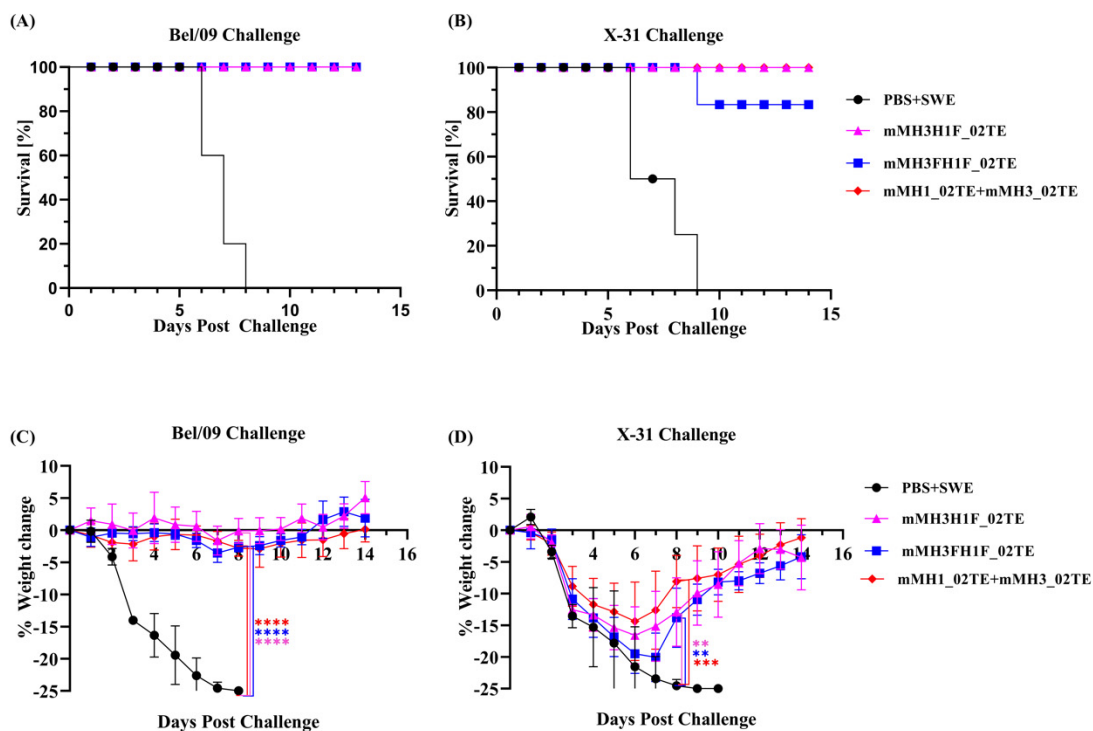 (A)
Bel/09 Challenge
Survival [%]
100
80
60
40
20
0
0 5 10 15
Days Post Challenge
(B)
X-31 Challenge
Survival [%]
100
80
60
40
20
0
0 5 10 15
Days Post Challenge
PBS+SWE
mMH3H1F_02TE
mMH3FH1F_02TE
mMH1_02TE+mMH3_02TE
(C)
Bel/09 Challenge
% Weight change
10
5
0
-5
-10
-15
-20
-25
4 6 8 10 12 14 16
****
****
****
Days Post Challenge
(D)
X-31 Challenge
% Weight change
10
5
0
-5
-10
-15
-20
-25
4 6 8 10 12 14 16
**
**
***
Days Post Challenge
PBS+SWE
mMH3H1F_02TE
mMH3FH1F_02TE
mMH1_02TE+mMH3_02TE